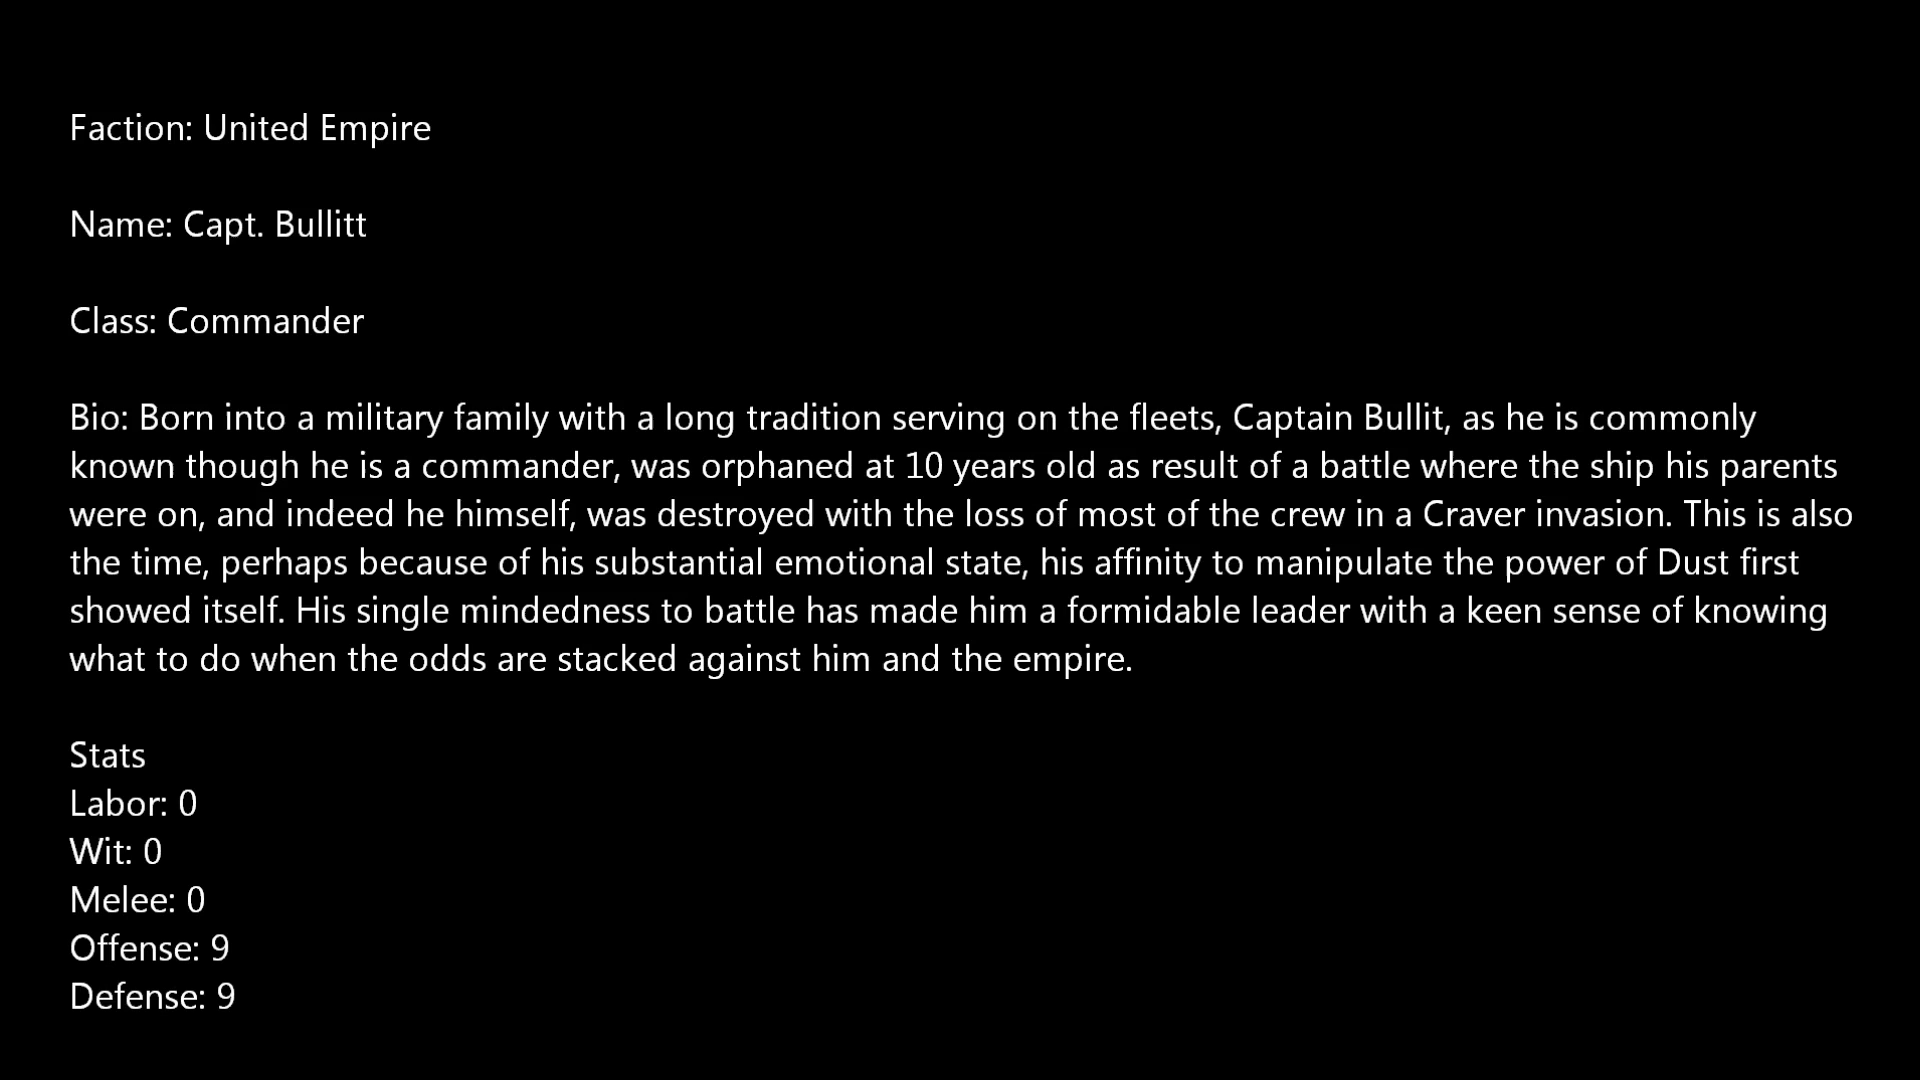 Faction: United Empire
Name: Capt. Bullitt
Class: Commander
Bio: Born into a military family with a long tradition serving on the fleets, Captain Bullit, as he is commonly
known though he is a commander, was orphaned at 10 years old as result of a battle where the ship his parents
were on, and indeed he himself, was destroyed with the loss of most of the crew in a Craver invasion. This is also
the time, perhaps because of his substantial emotional state, his affinity to manipulate the power of Dust first
showed itself. His single mindedness to battle has made him a formidable leader with a keen sense of knowing
what to do when the odds are stacked against him and the empire.
Stats
Labor: 0
Wit: 0
Melee: 0
Offense: 9
Defense: 9